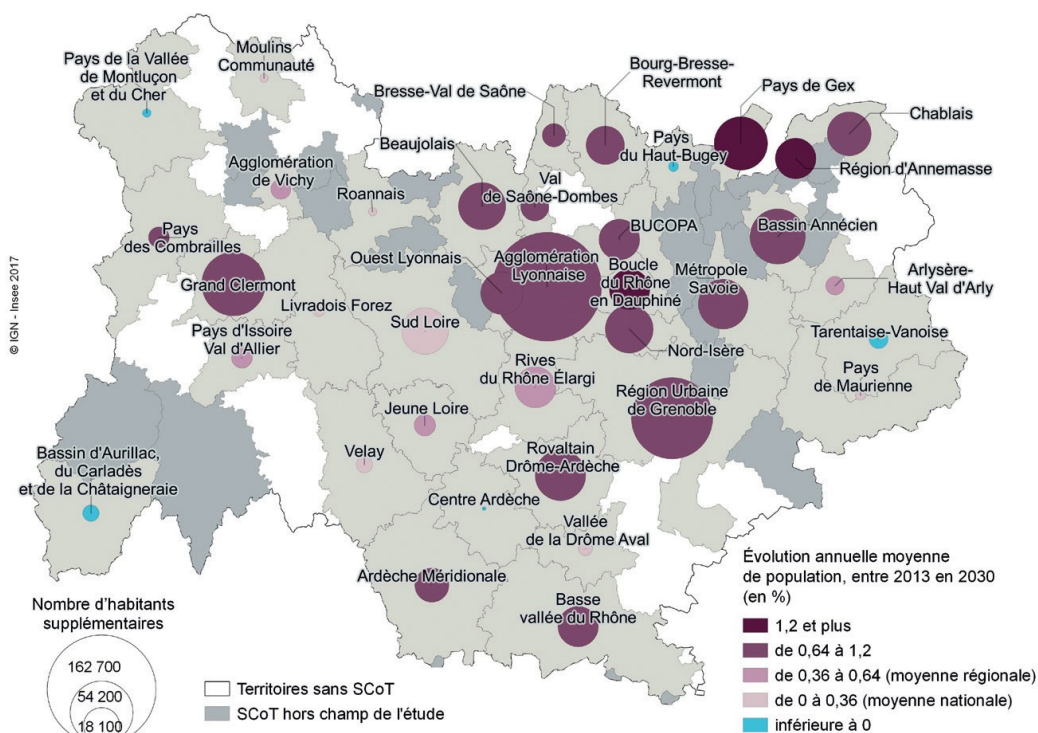 Pays de la Vallée
de Montluçon
et du Cher
Moulins
Communauté
Bourg-Bresse-
Revermont
Bresse-Val de Saône
Pays de Gex
Chablais
Beaujolais
Pays
du Haut-Bugey
Agglomération
de Vichy
Roannais
Val
de Saône-Dombes
Région d'Annemasse
Pays
des Combrailles
BUCOPA
Bassin Annécien
Ouest Lyonnais
Agglomération
Lyonnaise
Boucle
du Rhône
en Dauphiné
Métropole
Savoie
Arlysère-
Haut Val d'Arly
Grand Clermont
Livradois Forez
Sud Loire
Tarentaise-Vanoise
Pays d'Issoire
Val d'Allier
Nord-Isère
Rives
du Rhône Élargi
Pays
de Maurienne
Région Urbaine
de Grenoble
Jeune Loire
Velay
Rovaltain
Drôme-Ardèche
Bassin d'Aurillac,
du Carladès
et de la Châtaigneraie
Centre Ardèche
Vallée
de la Drôme Aval
Ardèche Méridionale
Basse
vallée du Rhône
© IGN - Insee 2017
Nombre d'habitants
supplémentaires
162 700
54 200
18 100
Territoires sans SCoT
SCoT hors champ de l'étude
Évolution annuelle moyenne
de population, entre 2013 en 2030
(en %)
1,2 et plus
de 0,64 à 1,2
de 0,36 à 0,64 (moyenne régionale)
de 0 à 0,36 (moyenne nationale)
inférieure à 0